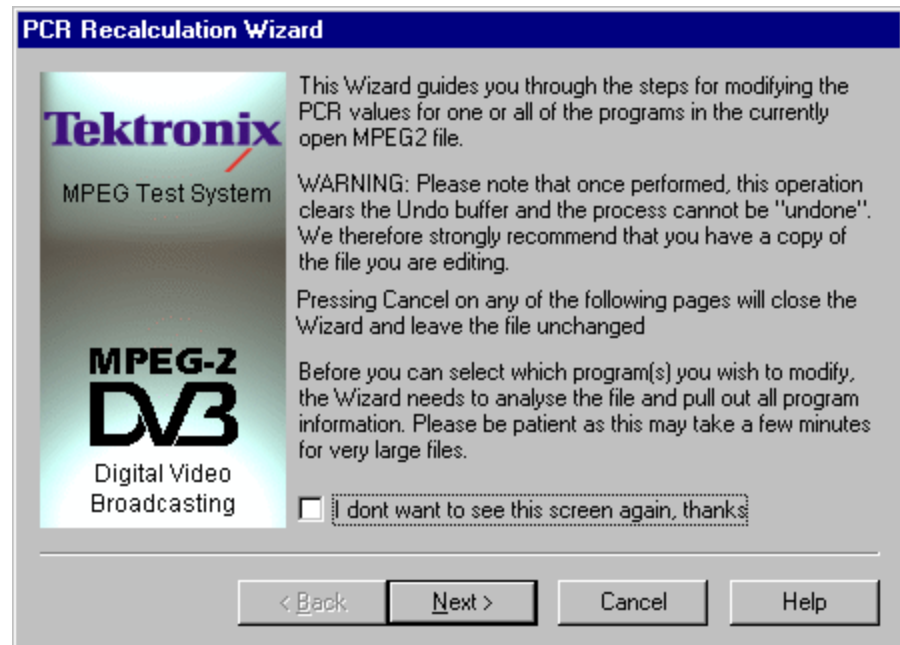 PCR Recalculation Wizard
Tektronix
MPEG Test System
MPEG-2
DVB
Digital Video
Broadcasting
This Wizard guides you through the steps for modifying the
PCR values for one or all of the programs in the currently
open MPEG2 file.
WARNING: Please note that once performed, this operation
clears the Undo buffer and the process cannot be "undone".
We therefore strongly recommend that you have a copy of
the file you are editing.
Pressing Cancel on any of the following pages will close the
Wizard and leave the file unchanged
Before you can select which program(s) you wish to modify,
the Wizard needs to analyse the file and pull out all program
information. Please be patient as this may take a few minutes
for very large files.
I dont want to see this screen again, thanks
< Back
Next >
Cancel
Help